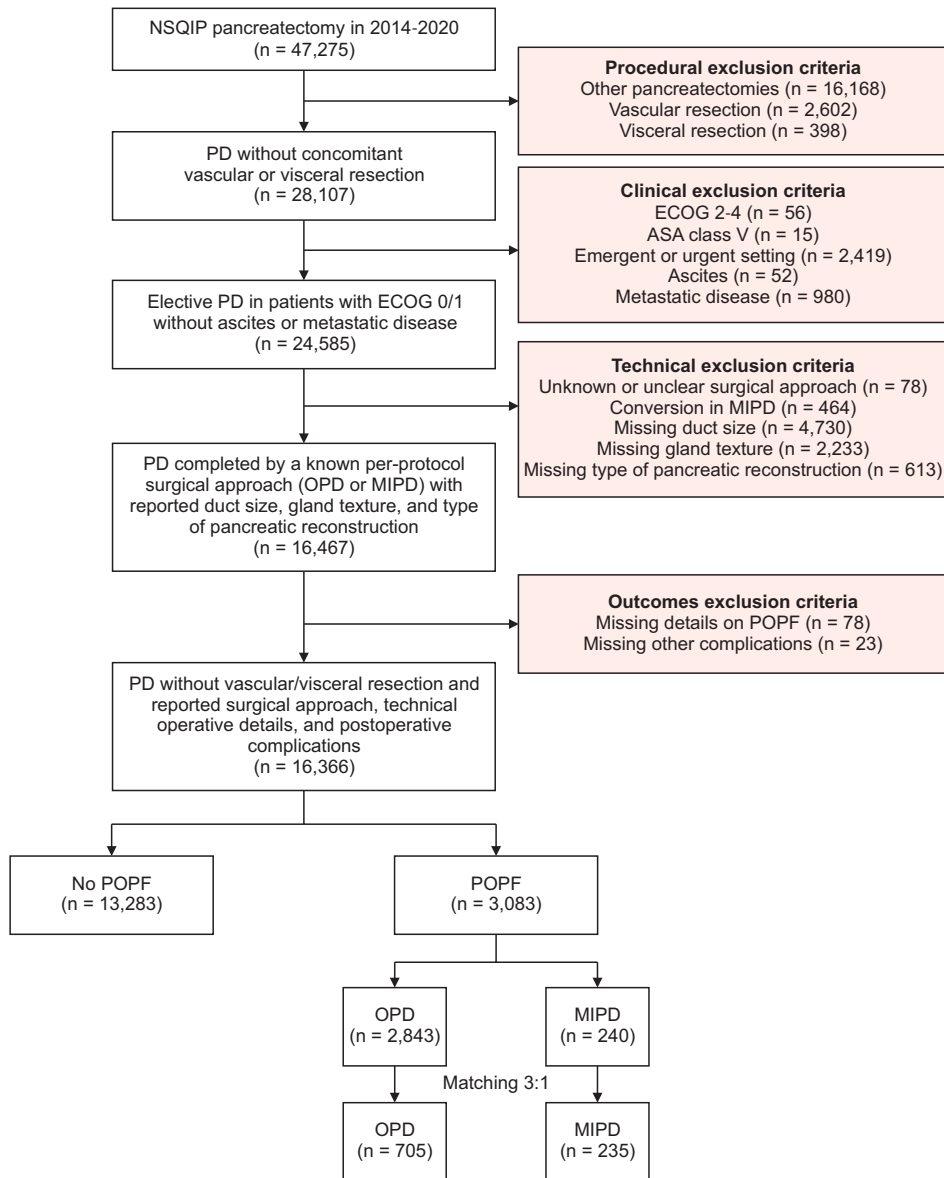 NSQIP pancreatectomy in 2014-2020
(n = 47,275)
Procedural exclusion criteria
Other pancreatectomies (n = 16,168)
Vascular resection (n = 2,602)
Visceral resection (n = 398)
PD without concomitant
vascular or visceral resection
(n = 28,107)
Clinical exclusion criteria
ECOG 2-4 (n = 56)
ASA class V (n = 15)
Emergent or urgent setting (n = 2,419)
Ascites (n = 52)
Metastatic disease (n = 980)
Elective PD in patients with ECOG 0/1
without ascites or metastatic disease
(n = 24,585)
Technical exclusion criteria
Unknown or unclear surgical approach (n = 78)
Conversion in MIPD (n = 464)
Missing duct size (n = 4,730)
Missing gland texture (n = 2,233)
Missing type of pancreatic reconstruction (n = 613)
PD completed by a known per-protocol
surgical approach (OPD or MIPD) with
reported duct size, gland texture, and type
of pancreatic reconstruction
(n = 16,467)
Outcomes exclusion criteria
Missing details on POPF (n = 78)
Missing other complications (n = 23)
PD without vascular/visceral resection and
reported surgical approach, technical
operative details, and postoperative
complications
(n = 16,366)
No POPF
(n = 13,283)
POPF
(n = 3,083)
OPD
(n = 2,843)
MIPD
(n = 240)
Matching 3:1
OPD
(n = 705)
MIPD
(n = 235)